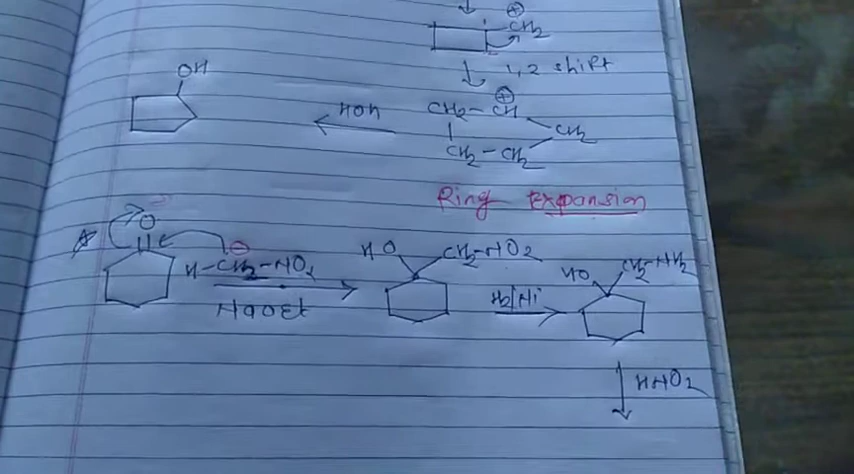 ⊕
CH2
1,2 shift
OH
HOH
CH2 - CH
⊕
CH2
CH2 - CH2
Ring Expansion
O
H-CH2-NO2
⊖
NaOEt
HO CH2-NO2
H2/Ni
HO CH2-NH2
HNO2